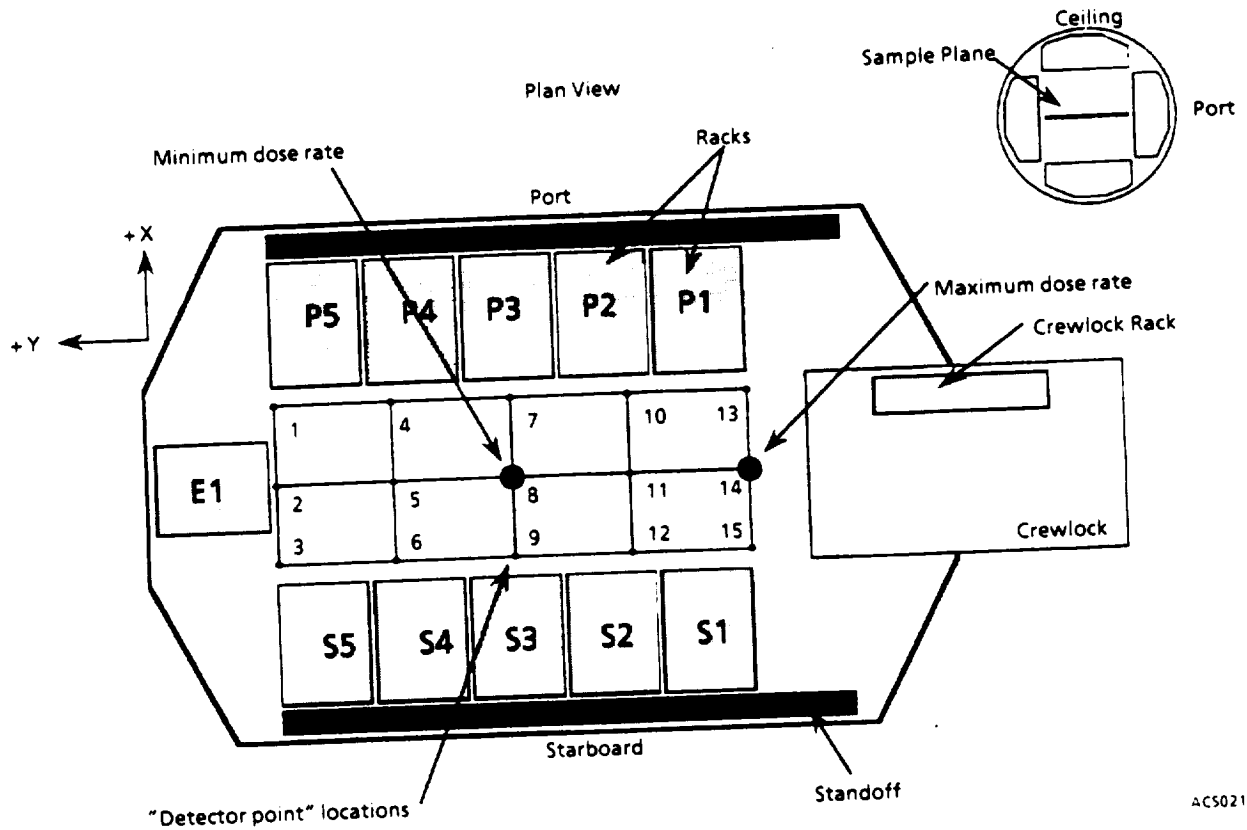 Ceiling
Sample Plane
Port
Plan View
Racks
Minimum dose rate
Port
+X
+Y
Maximum dose rate
Crewlock Rack
P5
P4
P3
P2
P1
1
4
7
10
13
E1
2
5
8
11
14
3
6
9
12
15
Crewlock
S5
S4
S3
S2
S1
Starboard
Standoff
"Detector point" locations
ACS021